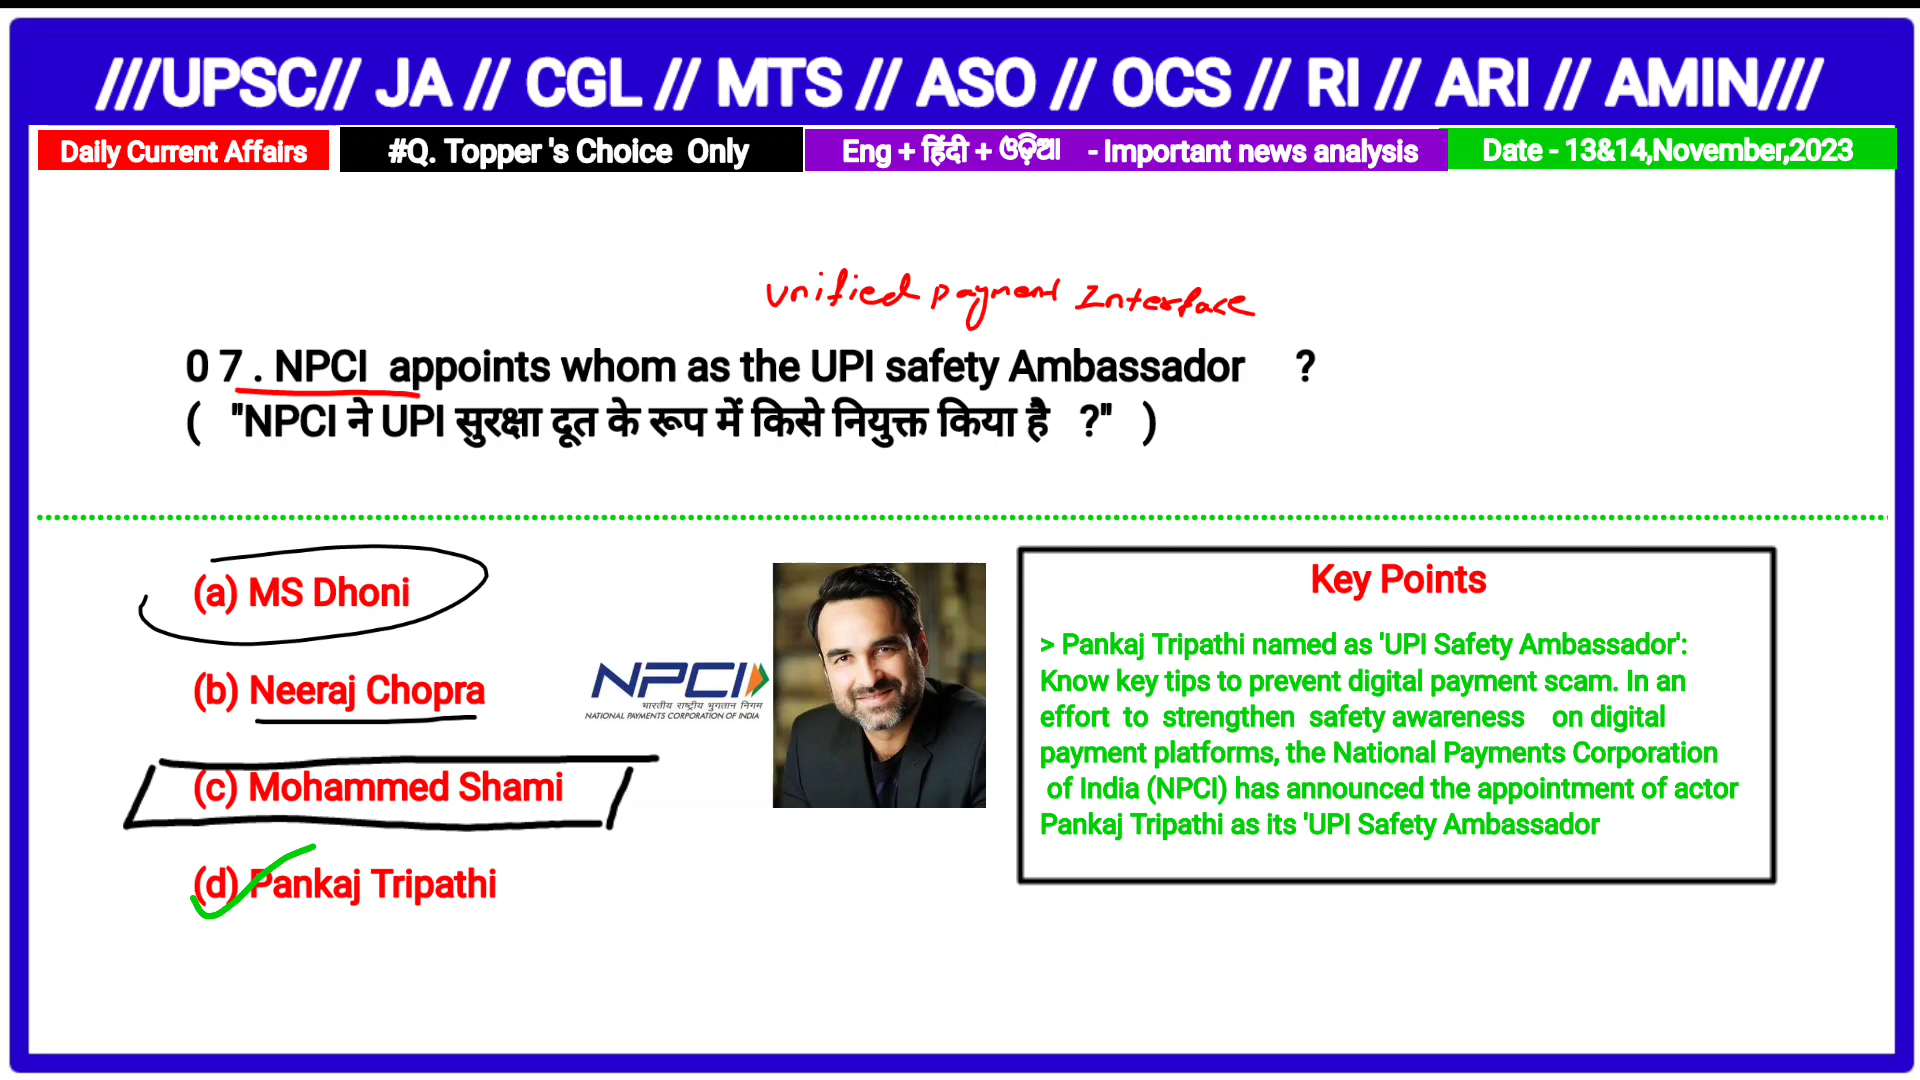 ///UPSC// JA // CGL // MTS // ASO // OCS // RI // ARI // AMIN///
Daily Current Affairs
#Q. Topper 's Choice Only
Eng + हिंदी + ଓଡ଼ିଆ - Important news analysis
Date - 13&14,November,2023
Unified payment Interface
0 7 . NPCI appoints whom as the UPI safety Ambassador ?
( "NPCI ने UPI सुरक्षा दूत के रूप में किसे नियुक्त किया है ?" )
(a) MS Dhoni
(b) Neeraj Chopra
(c) Mohammed Shami
(d) Pankaj Tripathi
NPCI
भारतीय राष्ट्रीय भुगतान निगम
NATIONAL PAYMENTS CORPORATION OF INDIA
Key Points
> Pankaj Tripathi named as 'UPI Safety Ambassador':
Know key tips to prevent digital payment scam. In an
effort to strengthen safety awareness on digital
payment platforms, the National Payments Corporation
of India (NPCI) has announced the appointment of actor
Pankaj Tripathi as its 'UPI Safety Ambassador